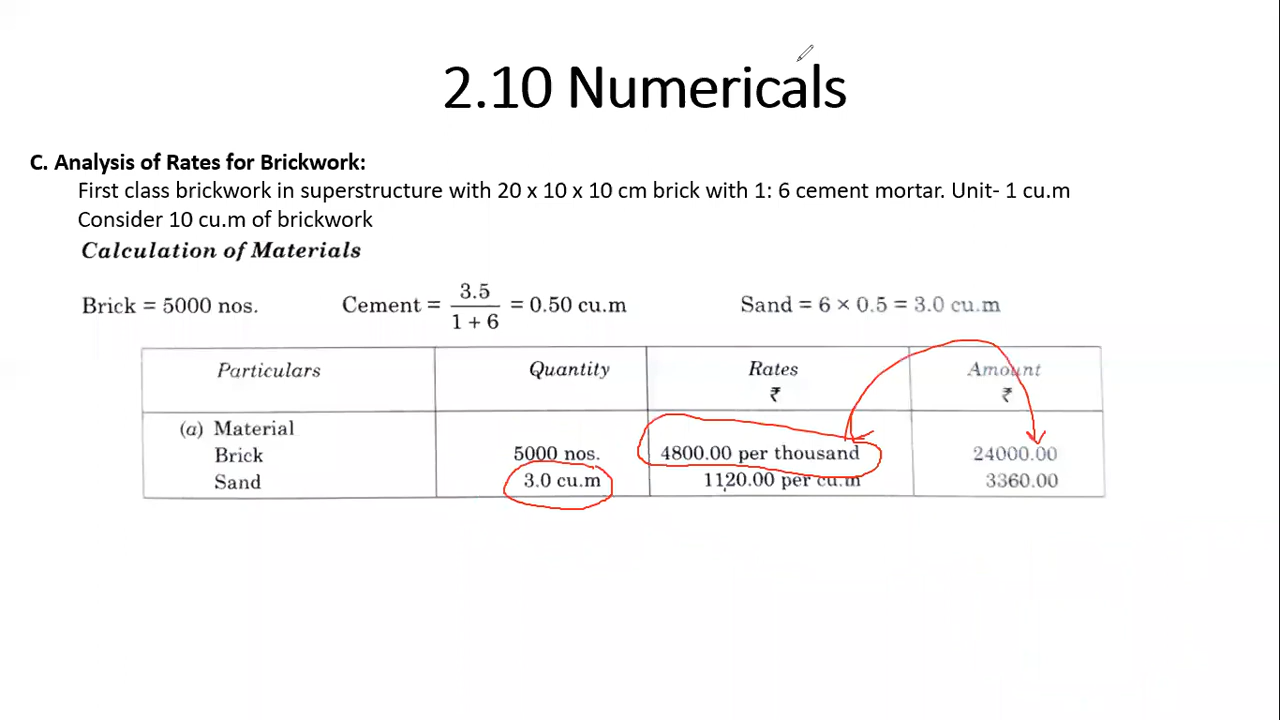 2.10 Numericals
C. Analysis of Rates for Brickwork:
First class brickwork in superstructure with 20 x 10 x 10 cm brick with 1: 6 cement mortar. Unit- 1 cu.m
Consider 10 cu.m of brickwork
Calculation of Materials
Brick = 5000 nos. Cement = 3.5 / 1 + 6 = 0.50 cu.m Sand = 6 × 0.5 = 3.0 cu.m
Particulars Quantity Rates Amount
₹ ₹
(a) Material
Brick 5000 nos. 4800.00 per thousand 24000.00
Sand 3.0 cu.m 1120.00 per cu.m 3360.00